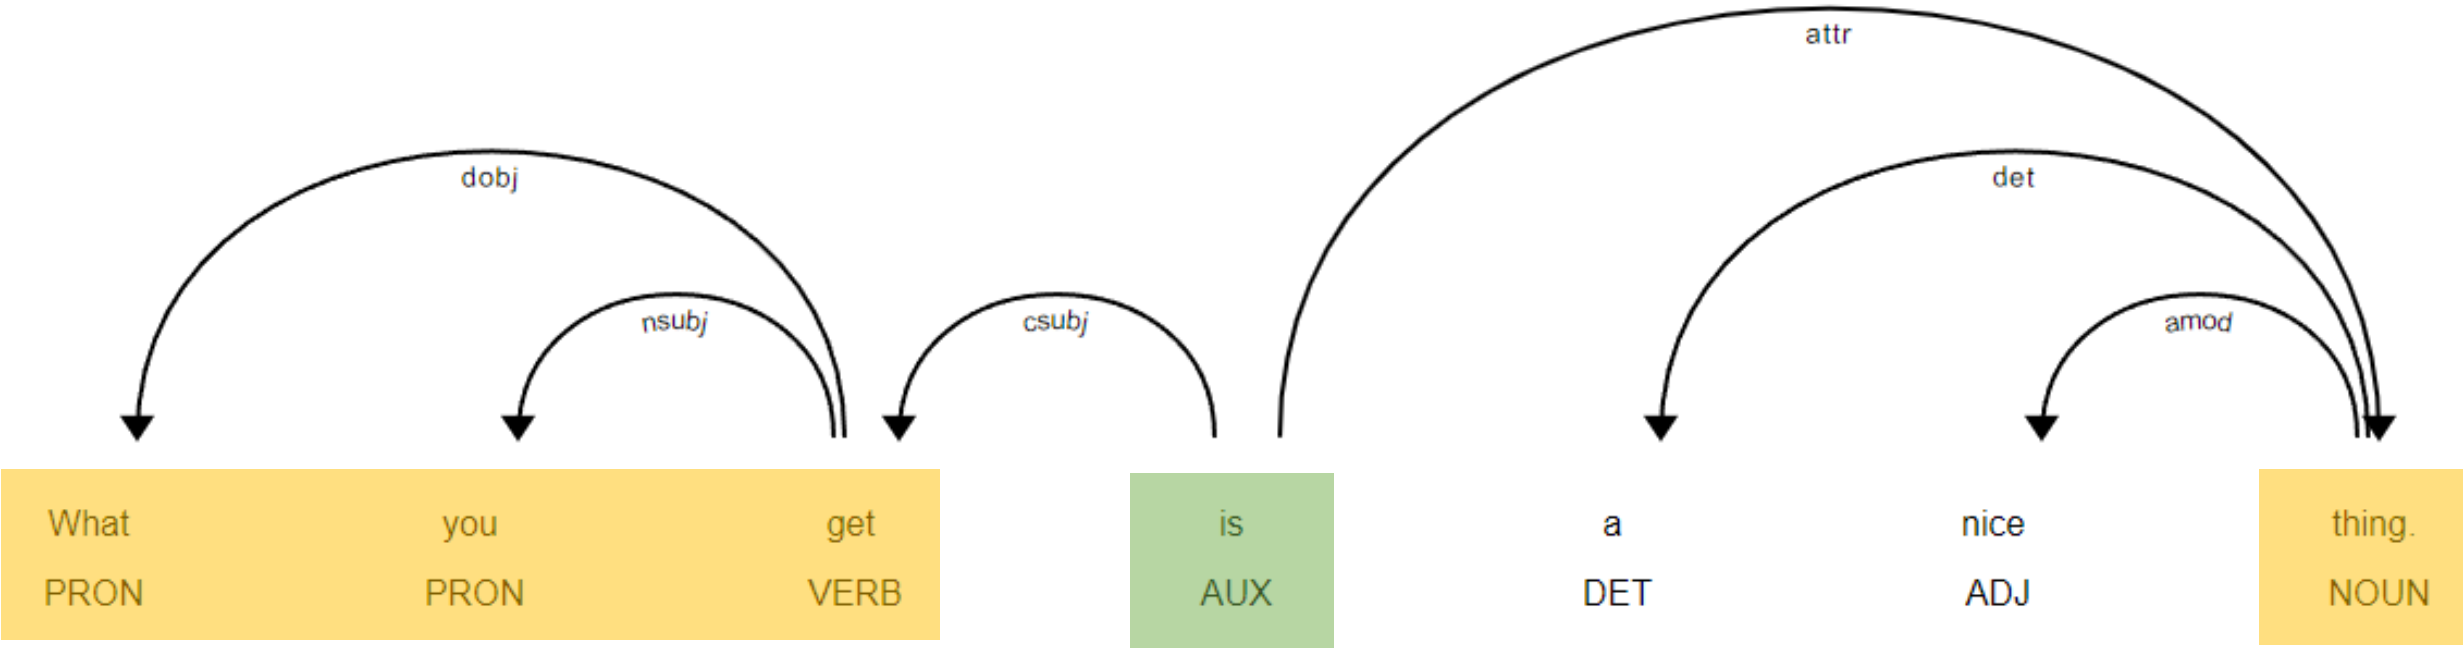 attr
dobj
det
nsubj
csubj
amod
What you get is a nice thing.
PRON PRON VERB AUX DET ADJ NOUN